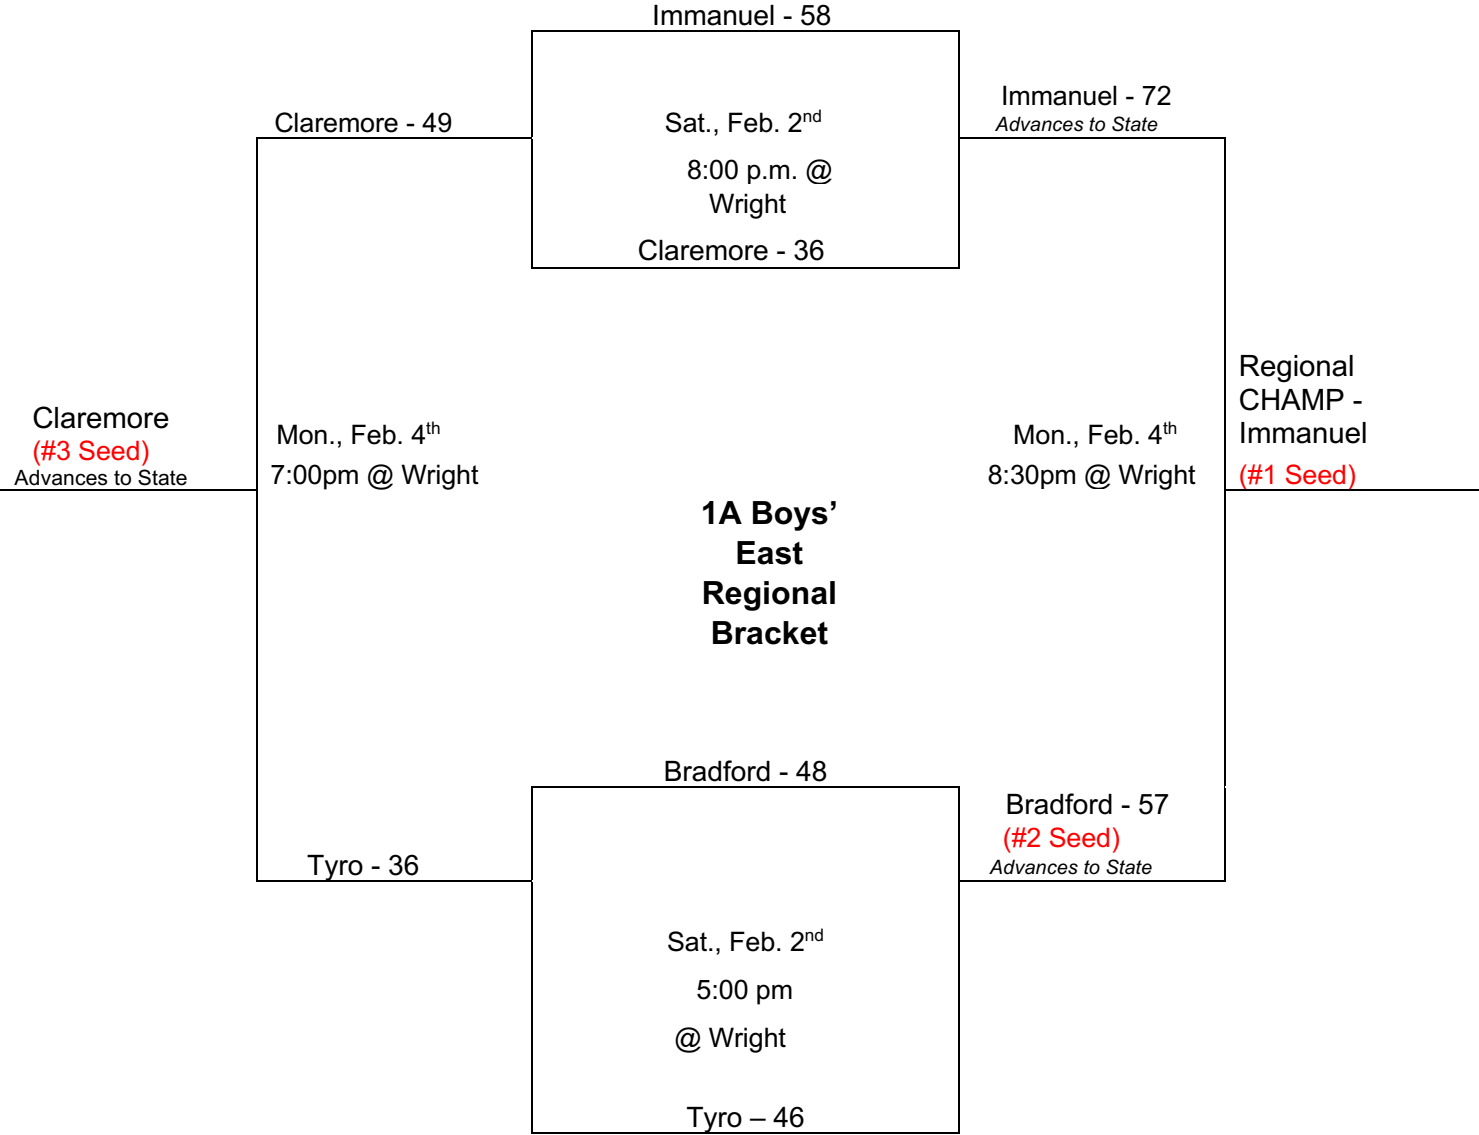 Immanuel - 58
Immanuel - 72
Advances to State
Claremore - 49
Sat., Feb. 2nd
8:00 p.m. @
Wright
Claremore - 36
Claremore
(#3 Seed)
Advances to State
Mon., Feb. 4th
7:00pm @ Wright
Mon., Feb. 4th
8:30pm @ Wright
Regional
CHAMP -
Immanuel
(#1 Seed)
1A Boys’
East
Regional
Bracket
Bradford - 48
Bradford - 57
(#2 Seed)
Advances to State
Tyro - 36
Sat., Feb. 2nd
5:00 pm
@ Wright
Tyro – 46